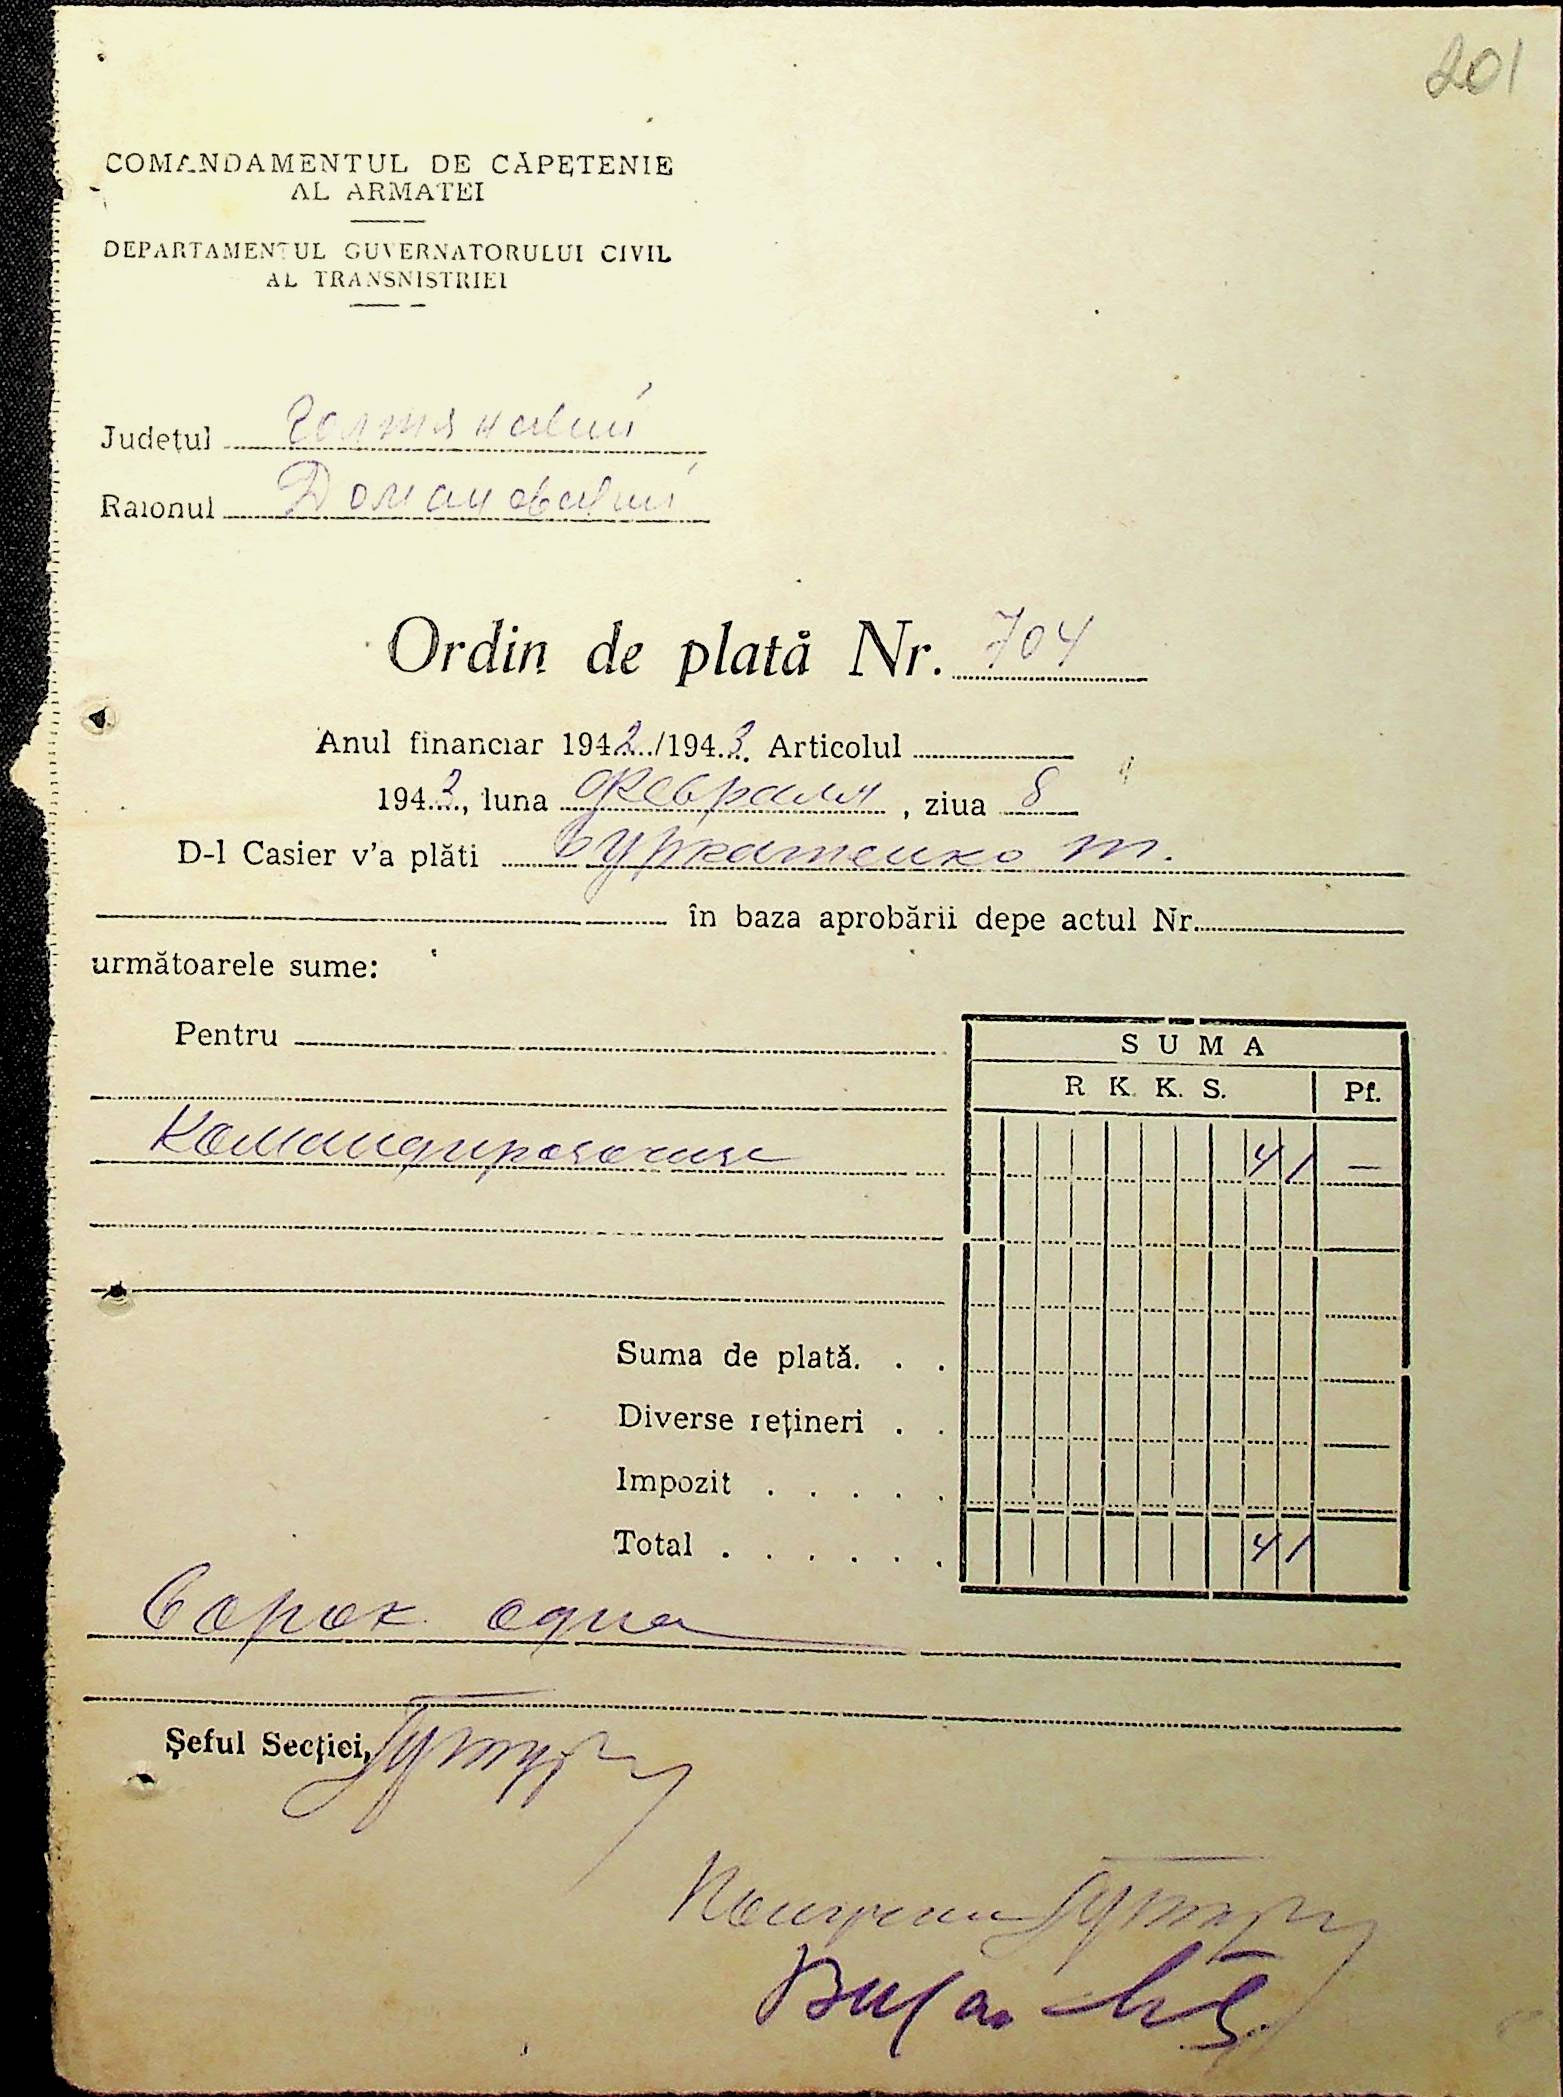 201
COMANDAMENTUL DE CĂPETENIE
AL ARMATEI
DEPARTAMENTUL GUVERNATORULUI CIVIL
AL TRANSNISTRIEI
Județul Голтянский
Raionul Доманевский
Ordin de plată Nr. 704
Anul financiar 1942/1943. Articolul
1943, luna Февраля, ziua 8
D-l Casier v'a plăti Буркатенко Т.
în baza aprobării depe actul Nr.
următoarele sume:
Pentru
SUMA
R K. K. S. Pf.
Командировочные 41 —
Suma de plată. . .
Diverse rețineri . .
Impozit . . . . .
Total . . . . . . 41
Сорок одна
Șeful Secției,